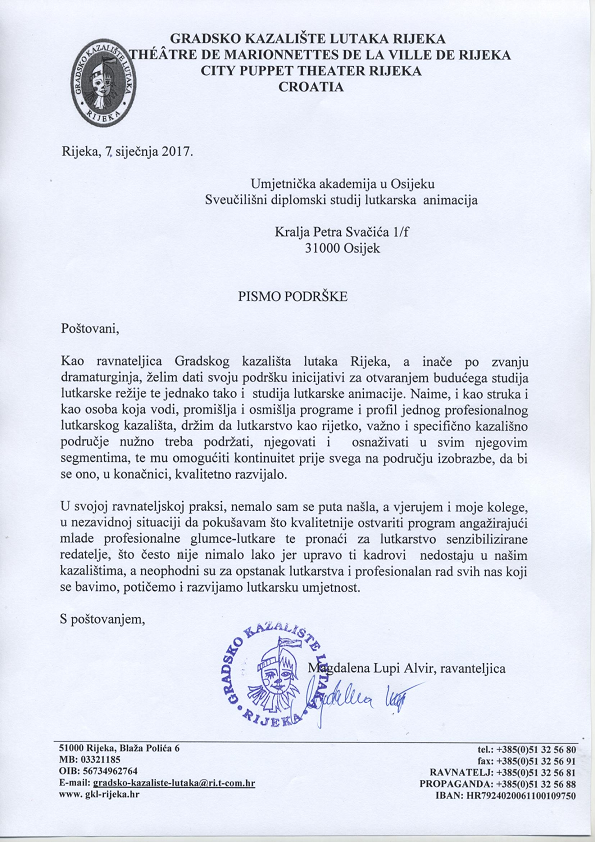 GRADSKO KAZALIŠTE LUTAKA RIJEKA
THÉÂTRE DE MARIONNETTES DE LA VILLE DE RIJEKA
CITY PUPPET THEATER RIJEKA
CROATIA
GRADSKO KAZALIŠTE LUTAKA
• RIJEKA •
Rijeka, 7. siječnja 2017.
Umjetnička akademija u Osijeku
Sveučilišni diplomski studij lutkarska animacija
Kralja Petra Svačića 1/f
31000 Osijek
PISMO PODRŠKE
Poštovani,
Kao ravnateljica Gradskog kazališta lutaka Rijeka, a inače po zvanju
dramaturginja, želim dati svoju podršku inicijativi za otvaranjem budućega studija
lutkarske režije te jednako tako i studija lutkarske animacije. Naime, i kao struka i
kao osoba koja vodi, promišlja i osmišlja programe i profil jednog profesionalnog
lutkarskog kazališta, držim da lutkarstvo kao rijetko, važno i specifično kazališno
područje nužno treba podržati, njegovati i osnaživati u svim njegovim
segmentima, te mu omogućiti kontinuitet prije svega na području izobrazbe, da bi
se ono, u konačnici, kvalitetno razvijalo.
U svojoj ravnateljskoj praksi, nemalo sam se puta našla, a vjerujem i moje kolege,
u nezavidnoj situaciji da pokušavam što kvalitetnije ostvariti program angažirajući
mlade profesionalne glumce-lutkare te pronaći za lutkarstvo senzibilizirane
redatelje, što često nije nimalo lako jer upravo ti kadrovi nedostaju u našim
kazalištima, a neophodni su za opstanak lutkarstva i profesionalan rad svih nas koji
se bavimo, potičemo i razvijamo lutkarsku umjetnost.
S poštovanjem,
GRADSKO KAZALIŠTE LUTAKA
• RIJEKA •
Magdalena Lupi Alvir, ravanteljica
Magdalena Lupi
51000 Rijeka, Blaža Polića 6
MB: 03321185
OIB: 56734962764
E-mail: gradsko-kazaliste-lutaka@ri.t-com.hr
www. gkl-rijeka.hr
tel.: +385(0)51 32 56 80
fax: +385(0)51 32 56 91
RAVNATELJ: +385(0)51 32 56 81
PROPAGANDA: +385(0)51 32 56 88
IBAN: HR7924020061100109750